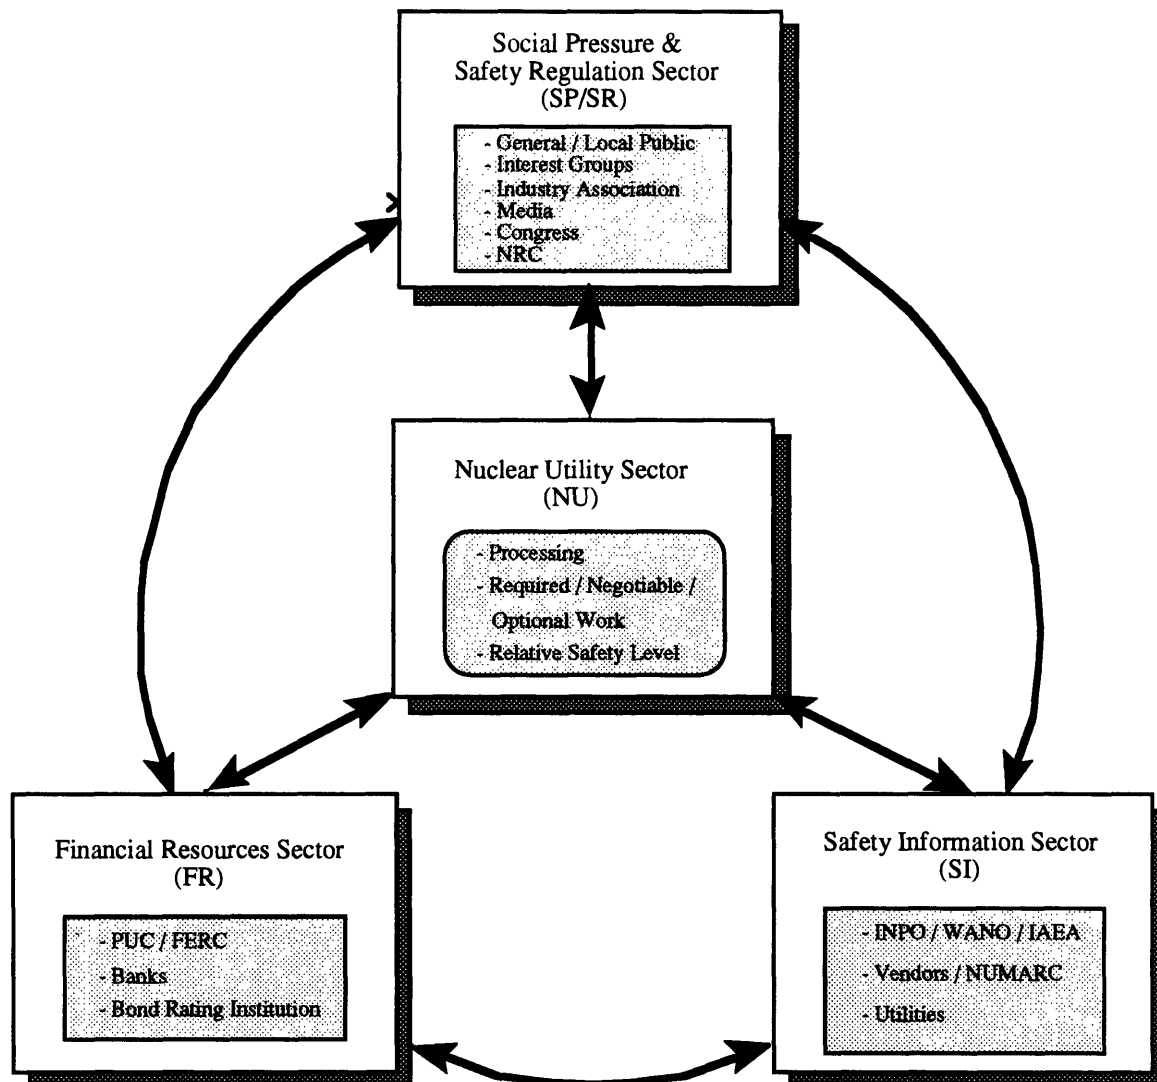 Social Pressure &
Safety Regulation Sector
(SP/SR)
- General / Local Public
- Interest Groups
- Industry Association
- Media
- Congress
- NRC
Nuclear Utility Sector
(NU)
- Processing
- Required / Negotiable /
Optional Work
- Relative Safety Level
Financial Resources Sector
(FR)
- PUC / FERC
- Banks
- Bond Rating Institution
Safety Information Sector
(SI)
- INPO / WANO / IAEA
- Vendors / NUMARC
- Utilities